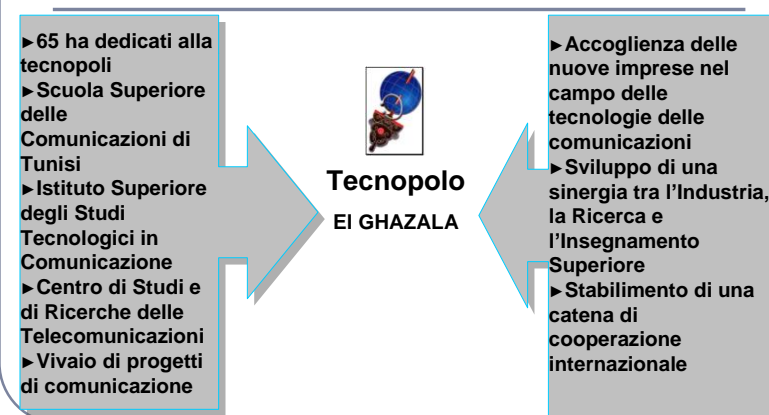 ►65 ha dedicati alla
tecnopoli
►Scuola Superiore
delle
Comunicazioni di
Tunisi
►Istituto Superiore
degli Studi
Tecnologici in
Comunicazione
►Centro di Studi e
di Ricerche delle
Telecomunicazioni
►Vivaio di progetti
di comunicazione
Tecnopolo
El GHAZALA
►Accoglienza delle
nuove imprese nel
campo delle
tecnologie delle
comunicazioni
►Sviluppo di una
sinergia tra l'Industria,
la Ricerca e
l'Insegnamento
Superiore
►Stabilimento di una
catena di
cooperazione
internazionale